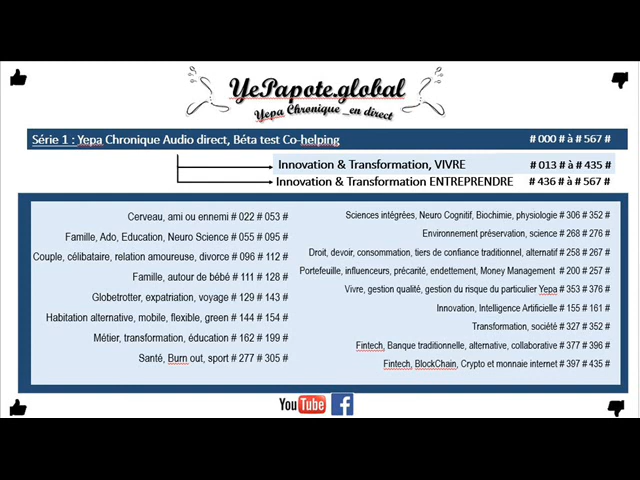 YePapote.global
Yepa Chronique _en direct
Série 1 : Yepa Chronique Audio direct, Béta test Co-helping # 000 # à # 567 #
Innovation & Transformation, VIVRE # 013 # à # 435 #
Innovation & Transformation ENTREPRENDRE # 436 # à # 567 #
Cerveau, ami ou ennemi # 022 # 053 #
Famille, Ado, Education, Neuro Science # 055 # 095 #
Couple, célibataire, relation amoureuse, divorce # 096 # 112 #
Famille, autour de bébé # 111 # 128 #
Globetrotter, expatriation, voyage # 129 # 143 #
Habitation alternative, mobile, flexible, green # 144 # 154 #
Métier, transformation, éducation # 162 # 199 #
Santé, Burn out, sport # 277 # 305 #
Sciences intégrées, Neuro Cognitif, Biochimie, physiologie # 306 # 352 #
Environnement préservation, science # 268 # 276 #
Droit, devoir, consommation, tiers de confiance traditionnel, alternatif # 258 # 267 #
Portefeuille, influenceurs, précarité, endettement, Money Management # 200 # 257 #
Vivre, gestion qualité, gestion du risque du particulier Yepa # 353 # 376 #
Innovation, Intelligence Artificielle # 155 # 161 #
Transformation, société # 327 # 352 #
Fintech, Banque traditionnelle, alternative, collaborative # 377 # 396 #
Fintech, BlockChain, Crypto et monnaie internet # 397 # 435 #
YouTube f